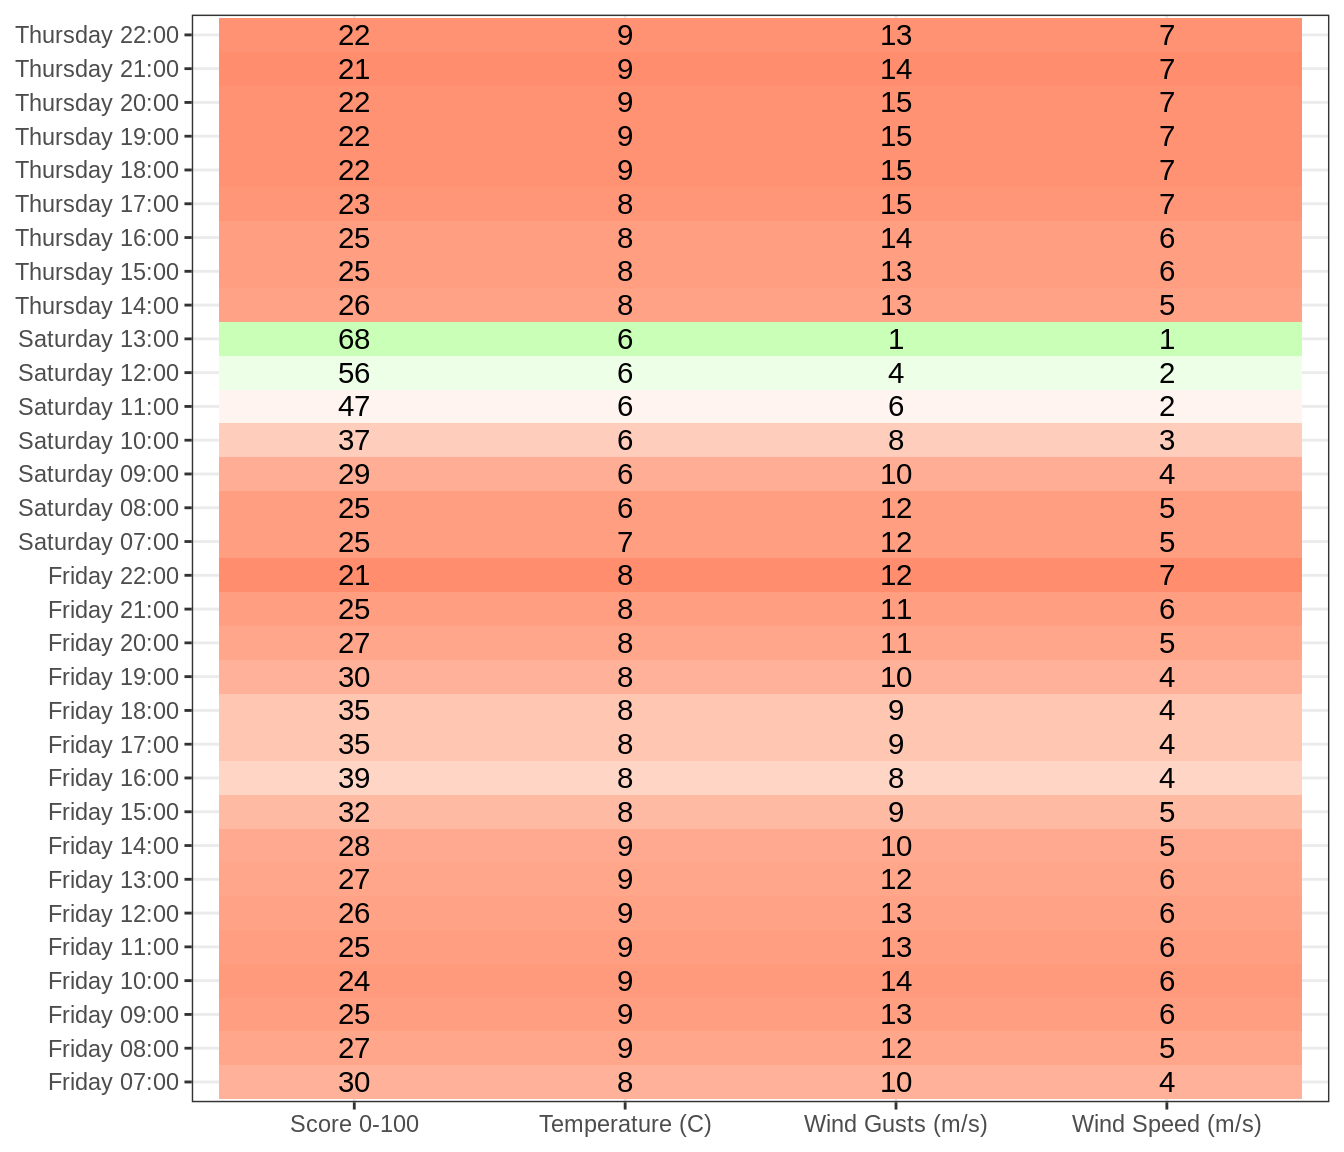 Thursday 22:00 22 9 13 7
Thursday 21:00 21 9 14 7
Thursday 20:00 22 9 15 7
Thursday 19:00 22 9 15 7
Thursday 18:00 22 9 15 7
Thursday 17:00 23 8 15 7
Thursday 16:00 25 8 14 6
Thursday 15:00 25 8 13 6
Thursday 14:00 26 8 13 5
Saturday 13:00 68 6 1 1
Saturday 12:00 56 6 4 2
Saturday 11:00 47 6 6 2
Saturday 10:00 37 6 8 3
Saturday 09:00 29 6 10 4
Saturday 08:00 25 6 12 5
Saturday 07:00 25 7 12 5
Friday 22:00 21 8 12 7
Friday 21:00 25 8 11 6
Friday 20:00 27 8 11 5
Friday 19:00 30 8 10 4
Friday 18:00 35 8 9 4
Friday 17:00 35 8 9 4
Friday 16:00 39 8 8 4
Friday 15:00 32 8 9 5
Friday 14:00 28 9 10 5
Friday 13:00 27 9 12 6
Friday 12:00 26 9 13 6
Friday 11:00 25 9 13 6
Friday 10:00 24 9 14 6
Friday 09:00 25 9 13 6
Friday 08:00 27 9 12 5
Friday 07:00 30 8 10 4
Score 0-100 Temperature (C) Wind Gusts (m/s) Wind Speed (m/s)